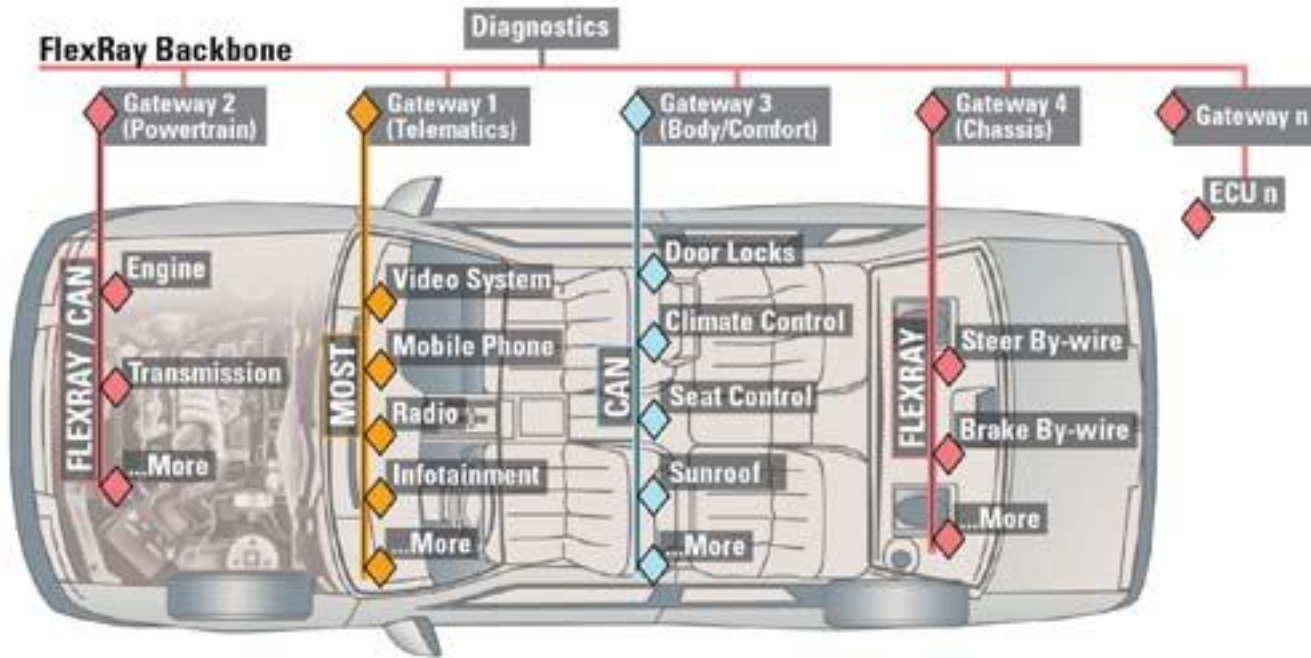 Diagnostics
FlexRay Backbone
Gateway 2
(Powertrain)
Gateway 1
(Telematics)
Gateway 3
(Body/Comfort)
Gateway 4
(Chassis)
Gateway n
ECU n
FLEXRAY / CAN
Engine
Transmission
...More
MOST
Video System
Mobile Phone
Radio
Infotainment
...More
CAN
Door Locks
Climate Control
Seat Control
Sunroof
...More
FLEXRAY
Steer By-wire
Brake By-wire
...More